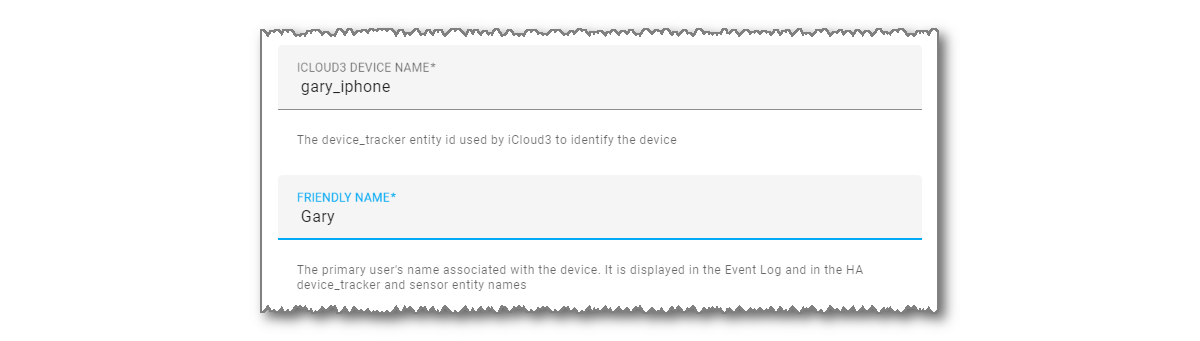 ICLOUD3 DEVICE NAME*
gary_iphone
The device_tracker entity id used by iCloud3 to identify the device
FRIENDLY NAME*
Gary
The primary user's name associated with the device. It is displayed in the Event Log and in the HA
device_tracker and sensor entity names